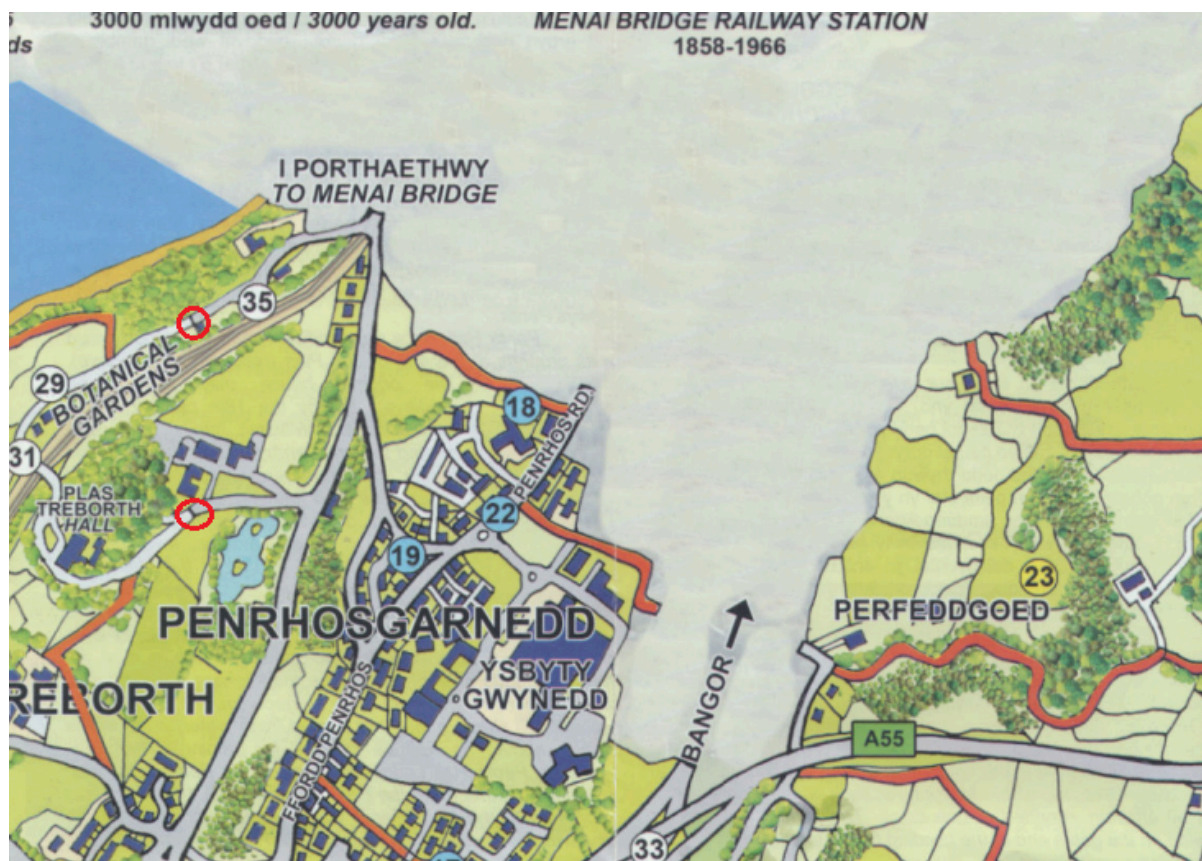 3000 mlwydd oed / 3000 years old.
MENAI BRIDGE RAILWAY STATION
1858-1966
ds
I PORTHAETHWY
TO MENAI BRIDGE
35
29
BOTANICAL
GARDENS
31
PLAS
TREBORTH
HALL
18
PENRHOS RD.
22
19
PENRHOSGARNEDD
23
PERFEDDGOED
REBORTH
YSBYTY
GWYNEDD
FFORDD PENRHOS
BANGOR
A55
33